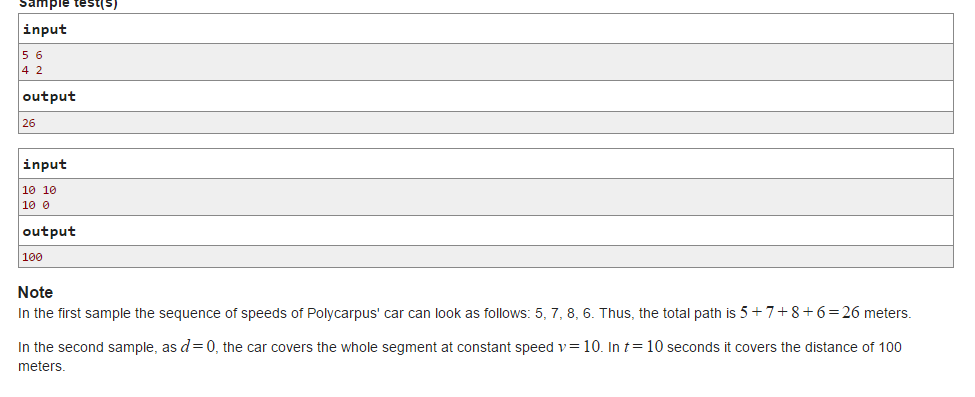 Sample test(s)
input
5 6
4 2
output
26
input
10 10
10 0
output
100
Note
In the first sample the sequence of speeds of Polycarpus' car can look as follows: 5, 7, 8, 6. Thus, the total path is 5 + 7 + 8 + 6 = 26 meters.
In the second sample, as d = 0, the car covers the whole segment at constant speed v = 10. In t = 10 seconds it covers the distance of 100
meters.